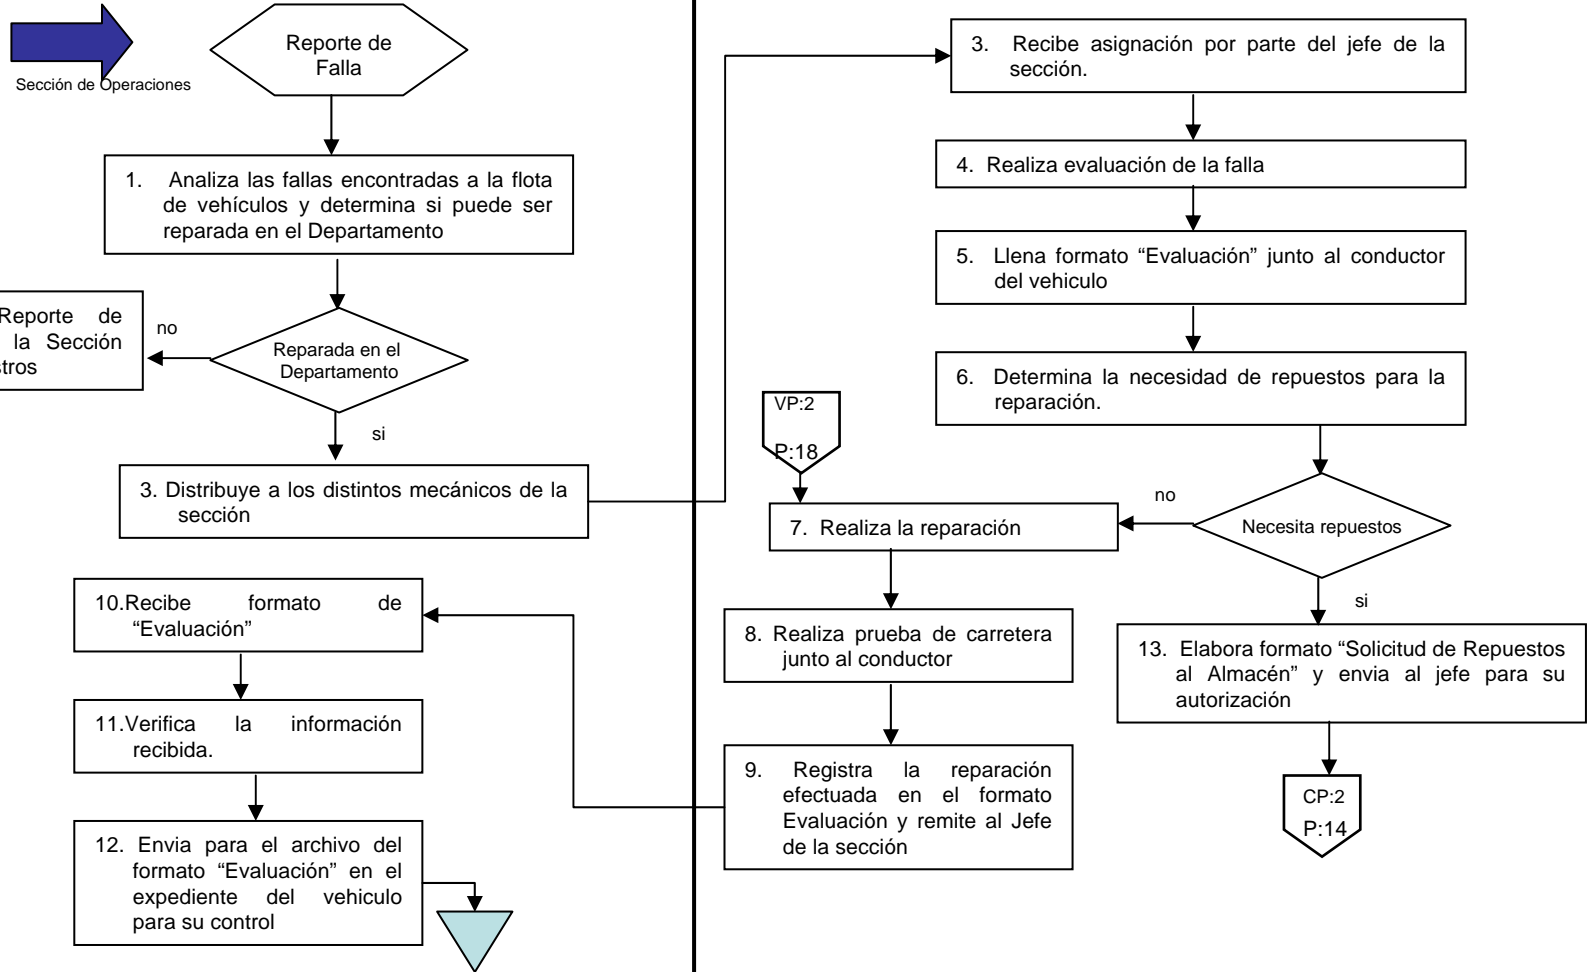 Sección de Operaciones
Reporte de
Falla
1. Analiza las fallas encontradas a la flota
de vehículos y determina si puede ser
reparada en el Departamento
Reporte de
la Sección
no
Reparada en el
Departamento
si
3. Distribuye a los distintos mecánicos de la
sección
3. Recibe asignación por parte del jefe de la
sección.
4. Realiza evaluación de la falla
5. Llena formato “Evaluación” junto al conductor
del vehiculo
6. Determina la necesidad de repuestos para la
reparación.
Necesita repuestos
no
si
VP:2
P:18
7. Realiza la reparación
8. Realiza prueba de carretera
junto al conductor
9. Registra la reparación
efectuada en el formato
Evaluación y remite al Jefe
de la sección
13. Elabora formato “Solicitud de Repuestos
al Almacén” y envia al jefe para su
autorización
CP:2
P:14
10.Recibe formato de
“Evaluación”
11.Verifica la información
recibida.
12. Envia para el archivo del
formato “Evaluación” en el
expediente del vehiculo
para su control